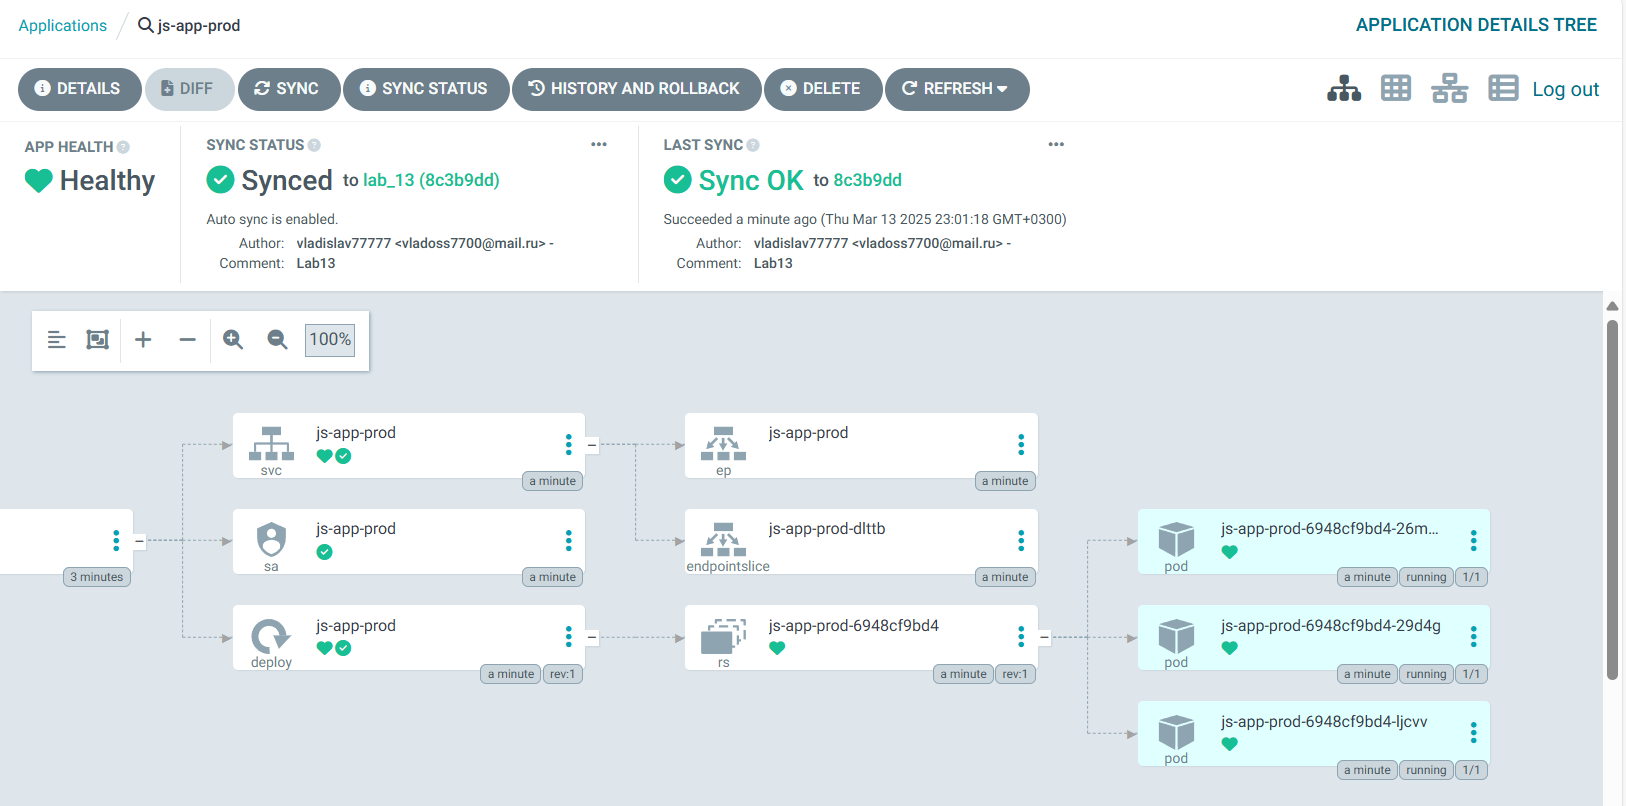 Applications / js-app-prod
APPLICATION DETAILS TREE
DETAILS
DIFF
SYNC
SYNC STATUS
HISTORY AND ROLLBACK
DELETE
REFRESH
Log out
APP HEALTH
Healthy
SYNC STATUS
Synced to lab_13 (8c3b9dd)
Auto sync is enabled.
Author: vladislav77777 <vladoss7700@mail.ru> -
Comment: Lab13
LAST SYNC
Sync OK to 8c3b9dd
Succeeded a minute ago (Thu Mar 13 2025 23:01:18 GMT+0300)
Author: vladislav77777 <vladoss7700@mail.ru> -
Comment: Lab13
100%
3 minutes
js-app-prod
svc
a minute
js-app-prod
sa
a minute
js-app-prod
deploy
a minute
rev:1
js-app-prod
ep
a minute
js-app-prod-dlttb
endpointslice
a minute
js-app-prod-6948cf9bd4
rs
a minute
rev:1
js-app-prod-6948cf9bd4-26m...
pod
a minute
running
1/1
js-app-prod-6948cf9bd4-29d4g
pod
a minute
running
1/1
js-app-prod-6948cf9bd4-ljcvv
pod
a minute
running
1/1